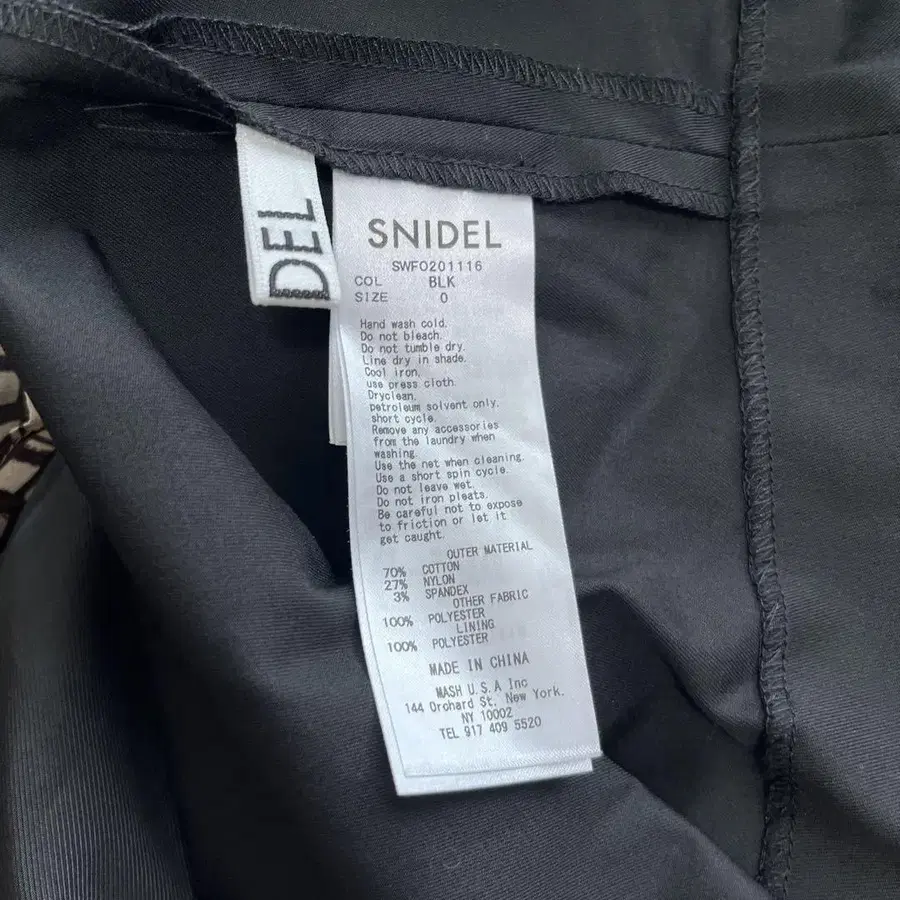 DEL
SNIDEL
SWFO201116
COL BLK
SIZE 0
Hand wash cold.
Do not bleach.
Do not tumble dry.
Line dry in shade.
Cool iron.
use press cloth.
Dryclean.
petroleum solvent only.
short cycle.
Remove any accessories
from the laundry when
washing.
Use the net when cleaning.
Use a short spin cycle.
Do not leave wet.
Do not iron pleats.
Be careful not to expose
to friction or let it
get caught.
OUTER MATERIAL
70% COTTON
27% NYLON
3% SPANDEX
OTHER FABRIC
100% POLYESTER
LINING
100% POLYESTER
MADE IN CHINA
MASH U.S.A Inc
144 Orchard St. New York.
NY 10002
TEL 917 409 5520